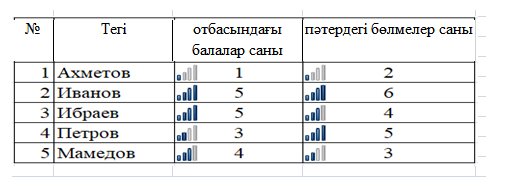 № Тегі отбасындағы балалар саны пәтердегі бөлмелер саны
1 Ахметов 1 2
2 Иванов 5 6
3 Ибраев 5 4
4 Петров 3 5
5 Мамедов 4 3